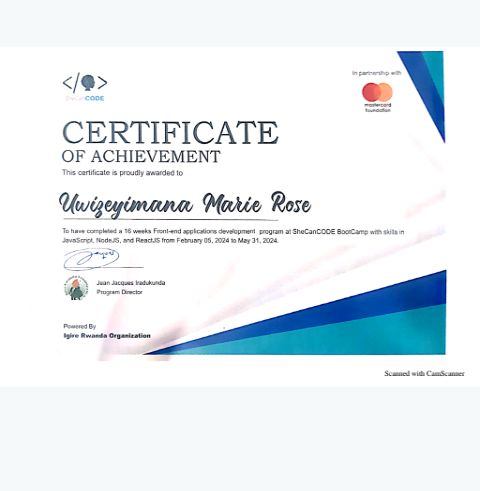 </>
SheCanCODE
In partnership with
mastercard
foundation
CERTIFICATE
OF ACHIEVEMENT
This certificate is proudly awarded to
Uwizeyimana Marie Rose
To have completed a 16 weeks Front-end applications development program at SheCanCODE BootCamp with skills in
JavaScript, NodeJS, and ReactJS from February 05, 2024 to May 31, 2024.
Jean Jacques Iradukunda
Program Director
Powered By
Igire Rwanda Organization
Scanned with CamScanner